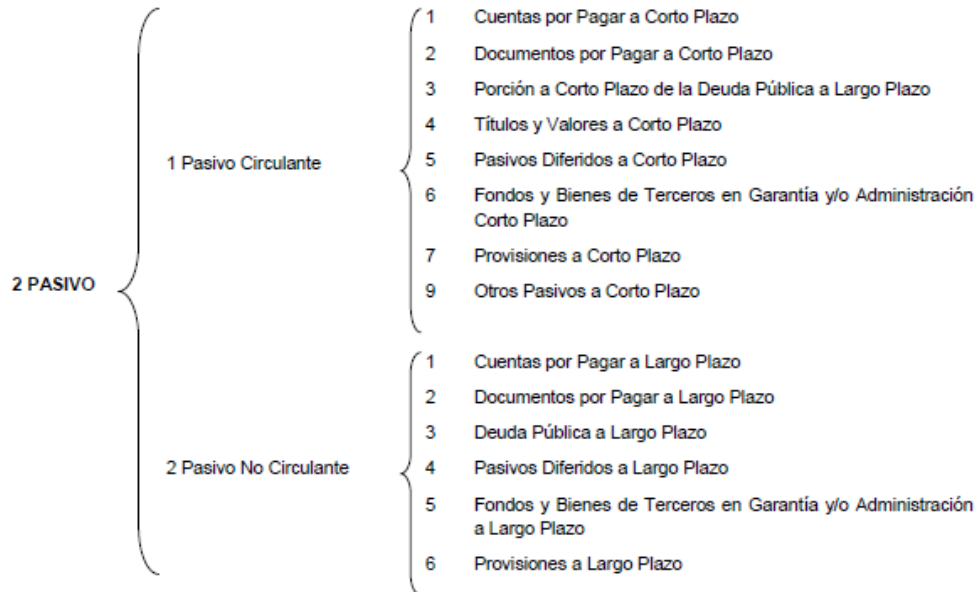 2 PASIVO
1 Pasivo Circulante
1 Cuentas por Pagar a Corto Plazo
2 Documentos por Pagar a Corto Plazo
3 Porción a Corto Plazo de la Deuda Pública a Largo Plazo
4 Títulos y Valores a Corto Plazo
5 Pasivos Diferidos a Corto Plazo
6 Fondos y Bienes de Terceros en Garantía y/o Administración
Corto Plazo
7 Provisiones a Corto Plazo
9 Otros Pasivos a Corto Plazo
2 Pasivo No Circulante
1 Cuentas por Pagar a Largo Plazo
2 Documentos por Pagar a Largo Plazo
3 Deuda Pública a Largo Plazo
4 Pasivos Diferidos a Largo Plazo
5 Fondos y Bienes de Terceros en Garantía y/o Administración
a Largo Plazo
6 Provisiones a Largo Plazo